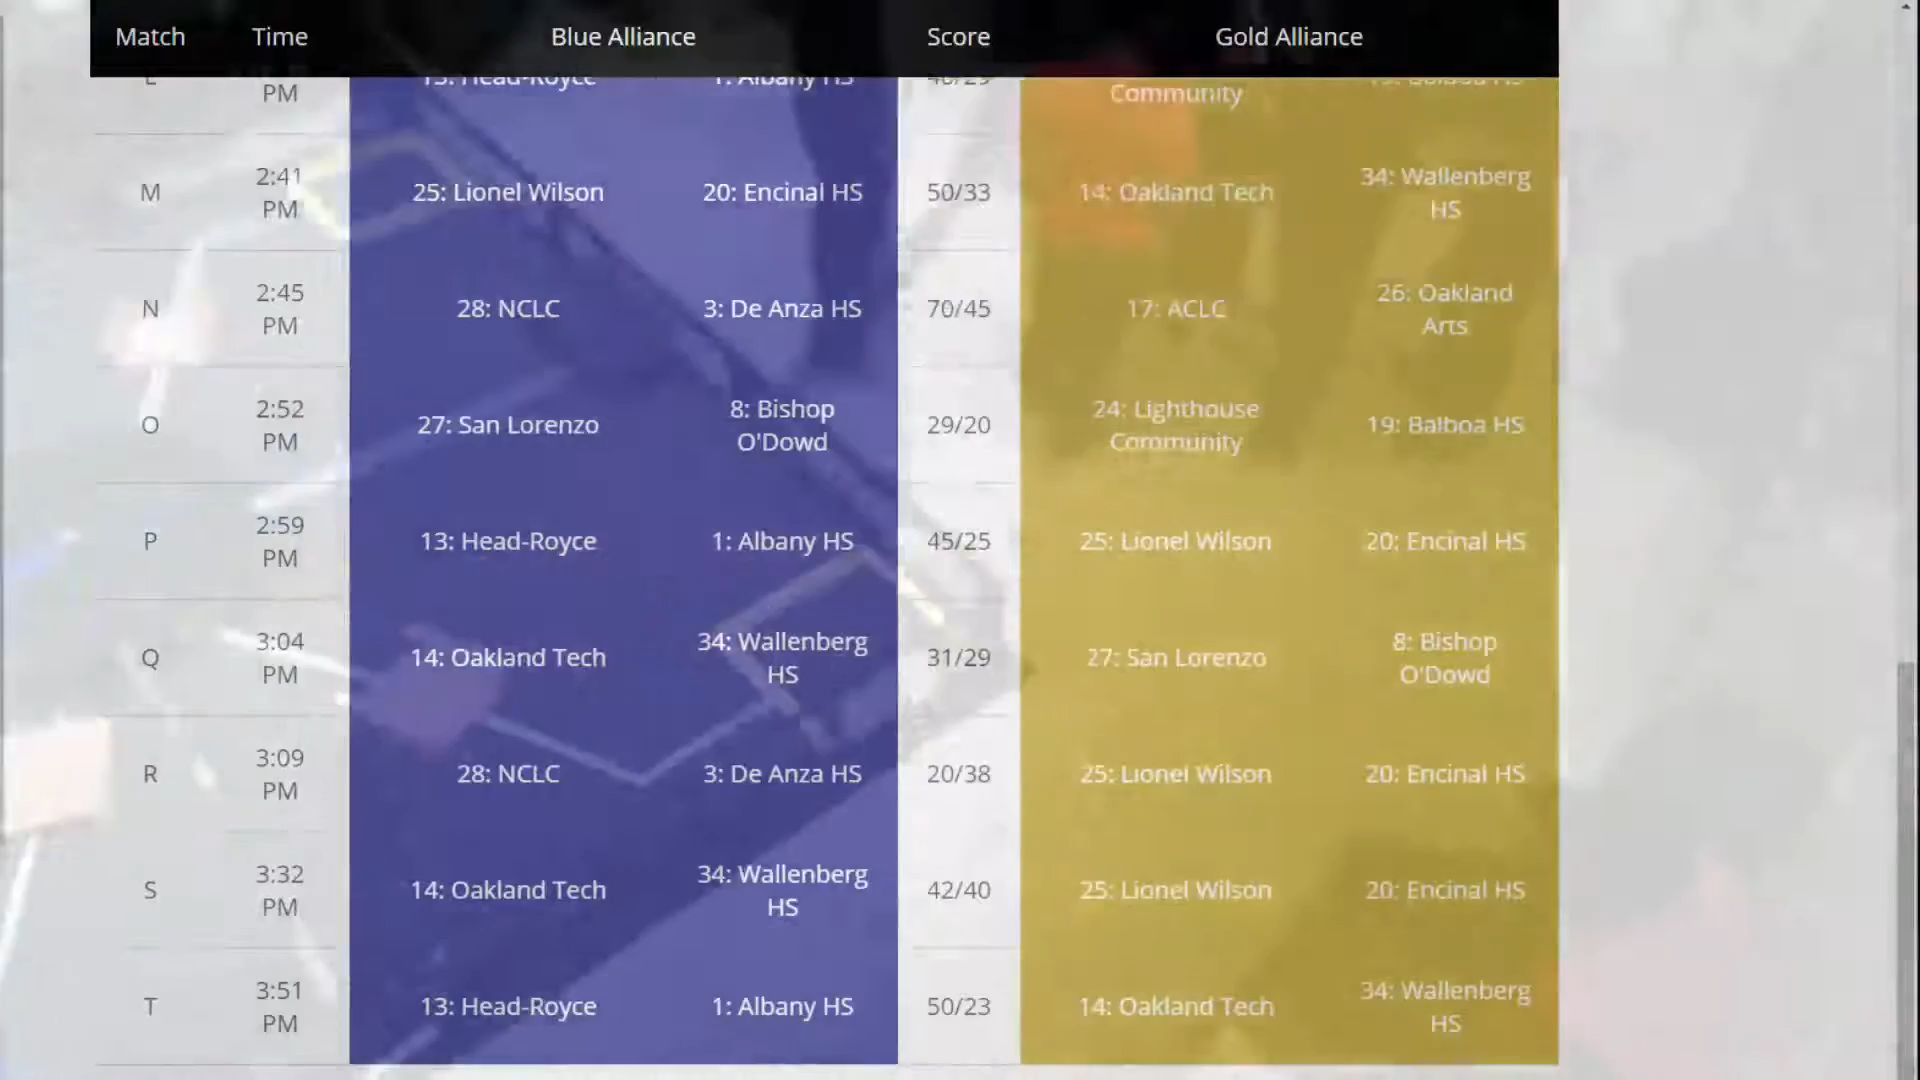 Match Time Blue Alliance Score Gold Alliance
PM 13: Head-Royce 1: Albany HS Community
2:41 PM
M 25: Lionel Wilson 20: Encinal HS 50/33 14: Oakland Tech 34: Wallenberg HS
2:45 PM
N 28: NCLC 3: De Anza HS 70/45 17: ACLC 26: Oakland Arts
2:52 PM
O 27: San Lorenzo 8: Bishop O'Dowd 29/20 24: Lighthouse Community 19: Balboa HS
2:59 PM
P 13: Head-Royce 1: Albany HS 45/25 25: Lionel Wilson 20: Encinal HS
3:04 PM
Q 14: Oakland Tech 34: Wallenberg HS 31/29 27: San Lorenzo 8: Bishop O'Dowd
3:09 PM
R 28: NCLC 3: De Anza HS 20/38 25: Lionel Wilson 20: Encinal HS
3:32 PM
S 14: Oakland Tech 34: Wallenberg HS 42/40 25: Lionel Wilson 20: Encinal HS
3:51 PM
T 13: Head-Royce 1: Albany HS 50/23 14: Oakland Tech 34: Wallenberg HS